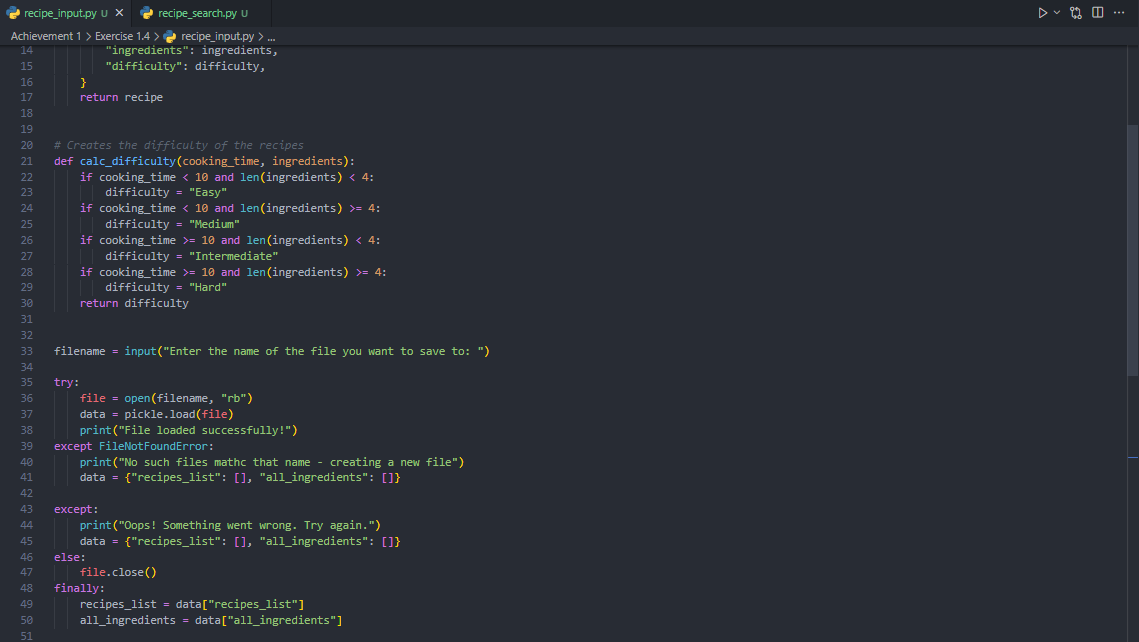 recipe_input.py U
recipe_search.py U
Achievement 1 > Exercise 1.4 > recipe_input.py > ...
14 "ingredients": ingredients,
15 "difficulty": difficulty,
16 }
17 return recipe
18
19
20 # Creates the difficulty of the recipes
21 def calc_difficulty(cooking_time, ingredients):
22 if cooking_time < 10 and len(ingredients) < 4:
23 difficulty = "Easy"
24 if cooking_time < 10 and len(ingredients) >= 4:
25 difficulty = "Medium"
26 if cooking_time >= 10 and len(ingredients) < 4:
27 difficulty = "Intermediate"
28 if cooking_time >= 10 and len(ingredients) >= 4:
29 difficulty = "Hard"
30 return difficulty
31
32
33 filename = input("Enter the name of the file you want to save to: ")
34
35 try:
36 file = open(filename, "rb")
37 data = pickle.load(file)
38 print("File loaded successfully!")
39 except FileNotFoundError:
40 print("No such files mathc that name - creating a new file")
41 data = {"recipes_list": [], "all_ingredients": []}
42
43 except:
44 print("Oops! Something went wrong. Try again.")
45 data = {"recipes_list": [], "all_ingredients": []}
46 else:
47 file.close()
48 finally:
49 recipes_list = data["recipes_list"]
50 all_ingredients = data["all_ingredients"]
51